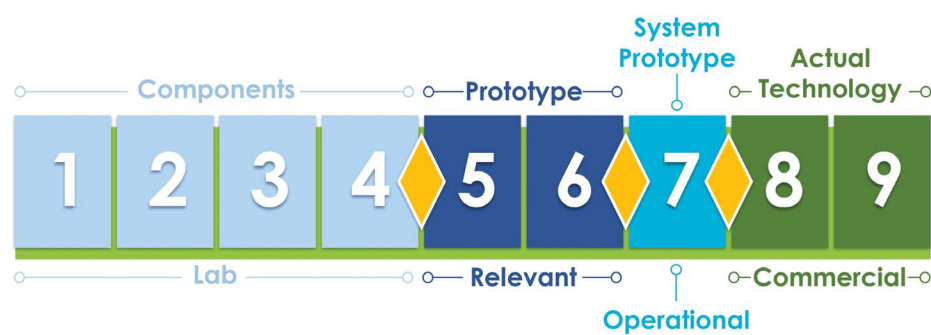 System
Prototype
Actual
Technology
Components
Prototype
1 2 3 4 5 6 7 8 9
Lab
Relevant
Commercial
Operational